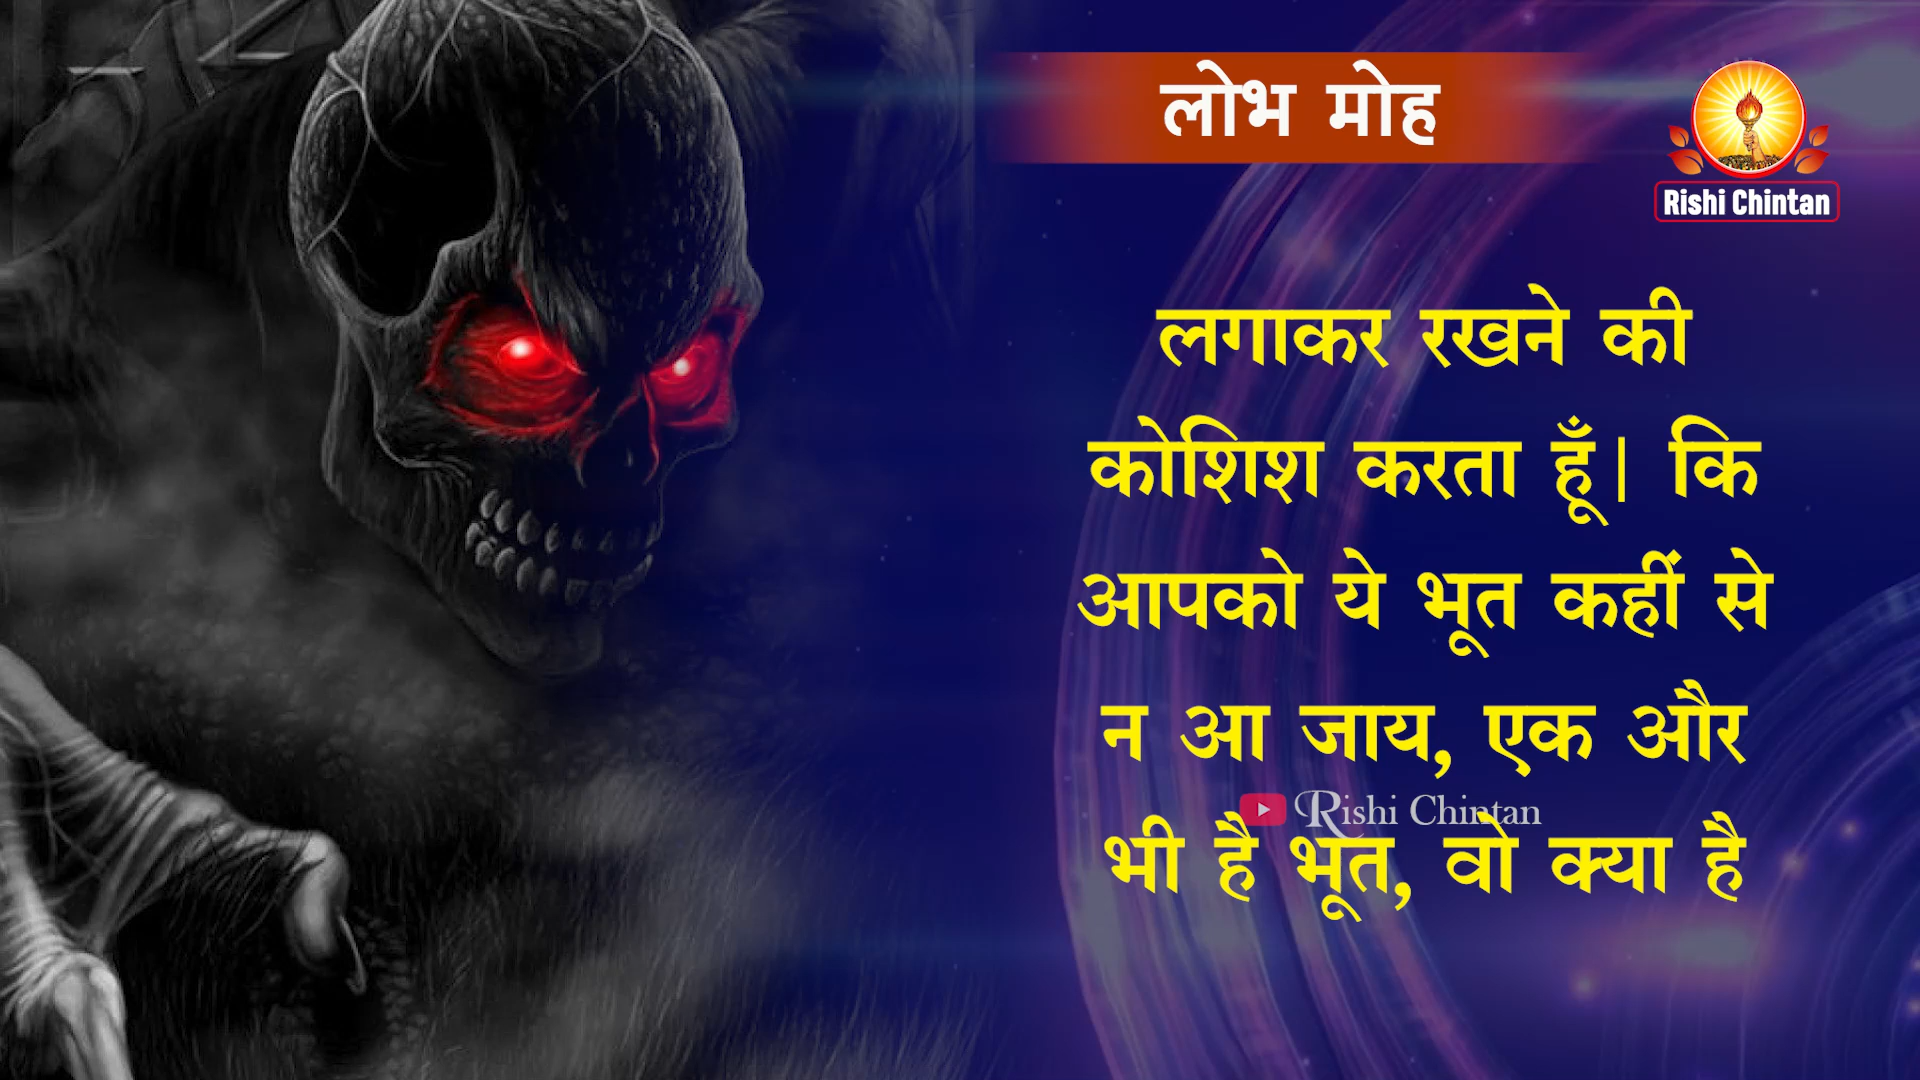 लोभ मोह
Rishi Chintan
लगाकर रखने की
कोशिश करता हूँ| कि
आपको ये भूत कहीं से
न आ जाय, एक और
Rishi Chintan
भी है भूत, वो क्या है